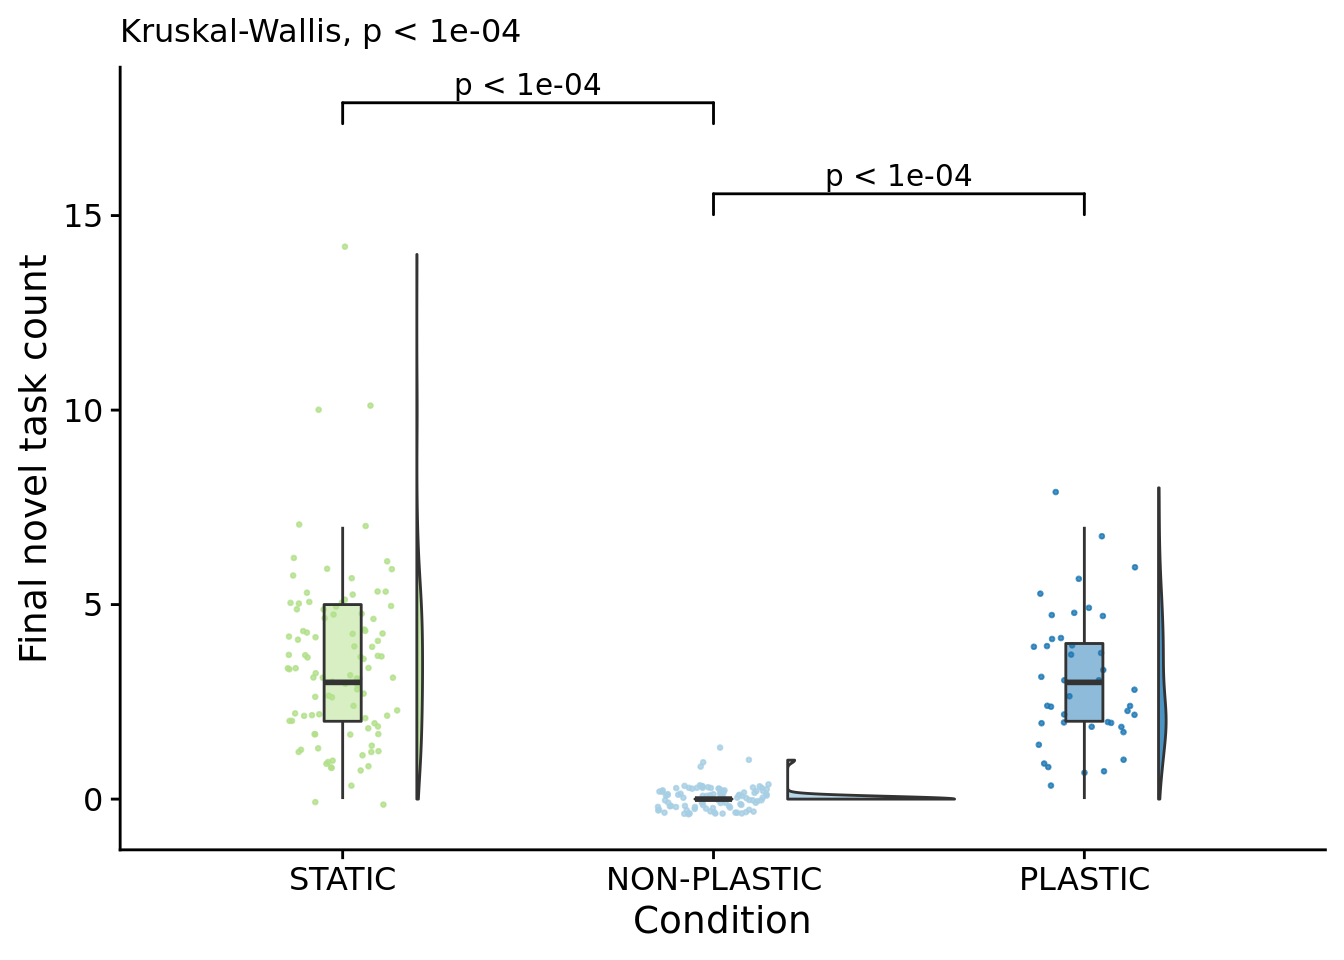 Kruskal-Wallis, p < 1e-04
p < 1e-04
p < 1e-04
15
10
5
0
Final novel task count
STATIC
NON-PLASTIC
PLASTIC
Condition